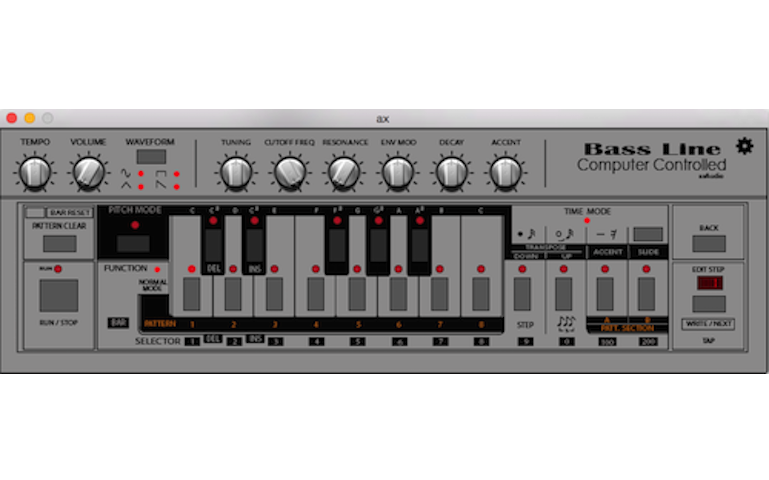 ax
TEMPO VOLUME WAVEFORM TUNING CUTOFF FREQ RESONANCE ENV MOD DECAY ACCENT
Bass Line
Computer Controlled
BAR RESET
PATTERN CLEAR
PITCH MODE
C C# D C# E F F# G G# A A# B C
TIME MODE
BACK
TRANSPOSE
DOWN UP ACCENT SLIDE
RUN
FUNCTION
DEL INS
EDIT STEP
NORMAL
MODE
RUN / STOP
BAR PATTERN 1 2 3 4 5 6 7 8
STEP
A B
PATT. SECTION
WRITE / NEXT
SELECTOR 1 DEL 2 INS 3 4 5 6 7 8 9 0 100 200
TAP